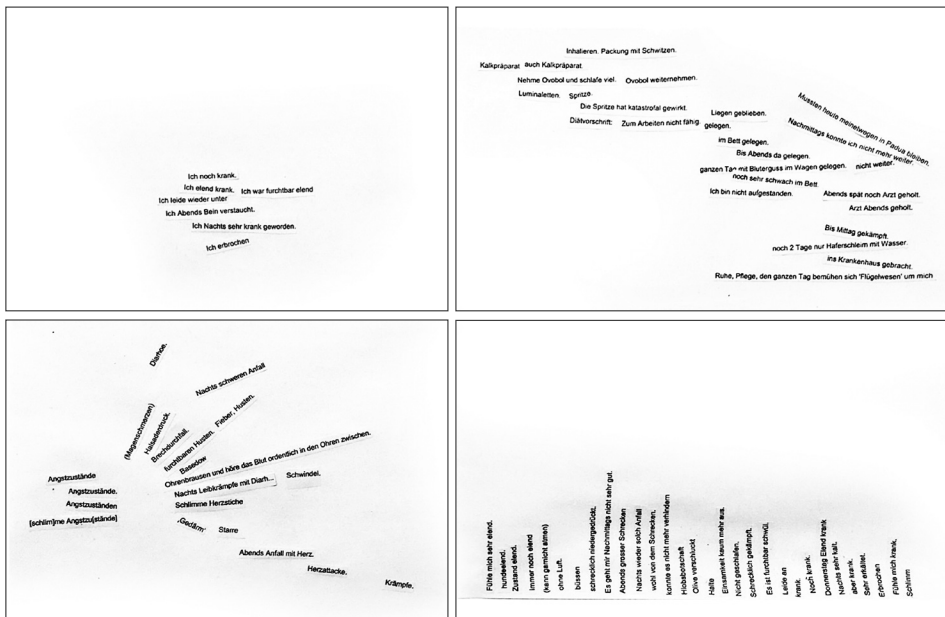 Ich noch krank.
Ich elend krank. Ich war furchtbar elend
Ich leide wieder unter
Ich Abends Bein verstaucht.
Ich Nachts sehr krank geworden.
Ich erbrochen
Inhalieren. Packung mit Schwitzen.
Kalkpräparat auch Kalkpräparat.
Nehme Ovobol und schlafe viel. Ovobol weiternehmen.
Luminaletten. Spritze.
Die Spritze hat katastrofal gewirkt.
Diätvorschrift: Zum Arbeiten nicht fähig.
Liegen geblieben.
gelegen.
Mussten heute meinetwegen in Padua bleiben.
Nachmittags konnte ich nicht mehr weiter.
im Bett gelegen.
Bis Abends da gelegen.
ganzen Tag mit Bluterguss im Wagen gelegen. nicht weiter.
noch sehr schwach im Bett
Ich bin nicht aufgestanden. Abends spät noch Arzt geholt.
Arzt Abends geholt.
Bis Mittag gekämpft.
noch 2 Tage nur Haferschleim mit Wasser.
ins Krankenhaus gebracht.
Ruhe, Pflege, den ganzen Tag bemühen sich 'Flügelwesen' um mich
Diarhoe.
Nachts schweren Anfall
(Magenschmerzen)
Halsaderdruck.
Brechdurchfall.
furchtbaren Husten. Fieber, Husten.
Basedow
Ohrenbrausen und höre das Blut ordentlich in den Ohren zwischen.
Nachts Leibkrämpfe mit Diarh... Schwindel.
Schlimme Herzstiche
Angstzustände
Angstzustände.
Angstzuständen
[schlim]me Angstzu[stände]
‚Gedärm‘ Starre
Abends Anfall mit Herz.
Herzattacke.
Krämpfe.
Fühle mich sehr elend.
hundeelend.
Zustand elend.
immer noch elend
(kann garnicht atmen)
ohne Luft.
büssen
schrecklich niedergedrückt.
Es geht mir Nachmittags nicht sehr gut.
Abends grosser Schrecken
Nachts wieder solch Anfall
wohl von dem Schrecken.
konnte es nicht mehr verhindern
Hiobsbotschaft
Olive verschluckt
Halte
Einsamkeit kaum mehr aus.
Nicht geschlafen.
Schrecklich gekämpft.
Es ist furchtbar schwül.
Leide an
krank.
Noch krank.
Donnerstag Elend krank
Nachts sehr kalt.
aber krank.
Sehr erkältet.
Erbrochen
Fühle mich krank,
Schlimm